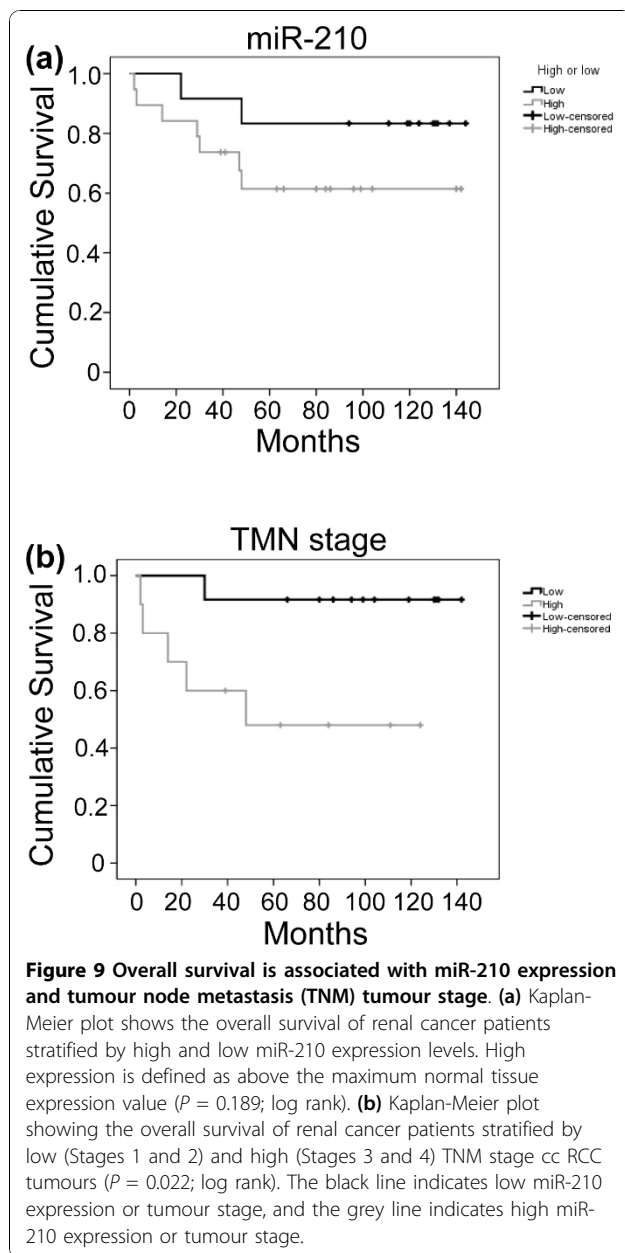 (a)
miR-210
Cumulative Survival
1.0
0.8
0.6
0.4
0.2
0
0 20 40 60 80 100 120 140
Months
High or low
Low
High
Low-censored
High-censored
(b)
TMN stage
Cumulative Survival
1.0
0.8
0.6
0.4
0.2
0
0 20 40 60 80 100 120 140
Months
Low
High
Low-censored
High-censored
Figure 9 Overall survival is associated with miR-210 expression
and tumour node metastasis (TNM) tumour stage. (a) Kaplan-
Meier plot shows the overall survival of renal cancer patients
stratified by high and low miR-210 expression levels. High
expression is defined as above the maximum normal tissue
expression value (P = 0.189; log rank). (b) Kaplan-Meier plot
showing the overall survival of renal cancer patients stratified by
low (Stages 1 and 2) and high (Stages 3 and 4) TNM stage cc RCC
tumours (P = 0.022; log rank). The black line indicates low miR-210
expression or tumour stage, and the grey line indicates high miR-
210 expression or tumour stage.